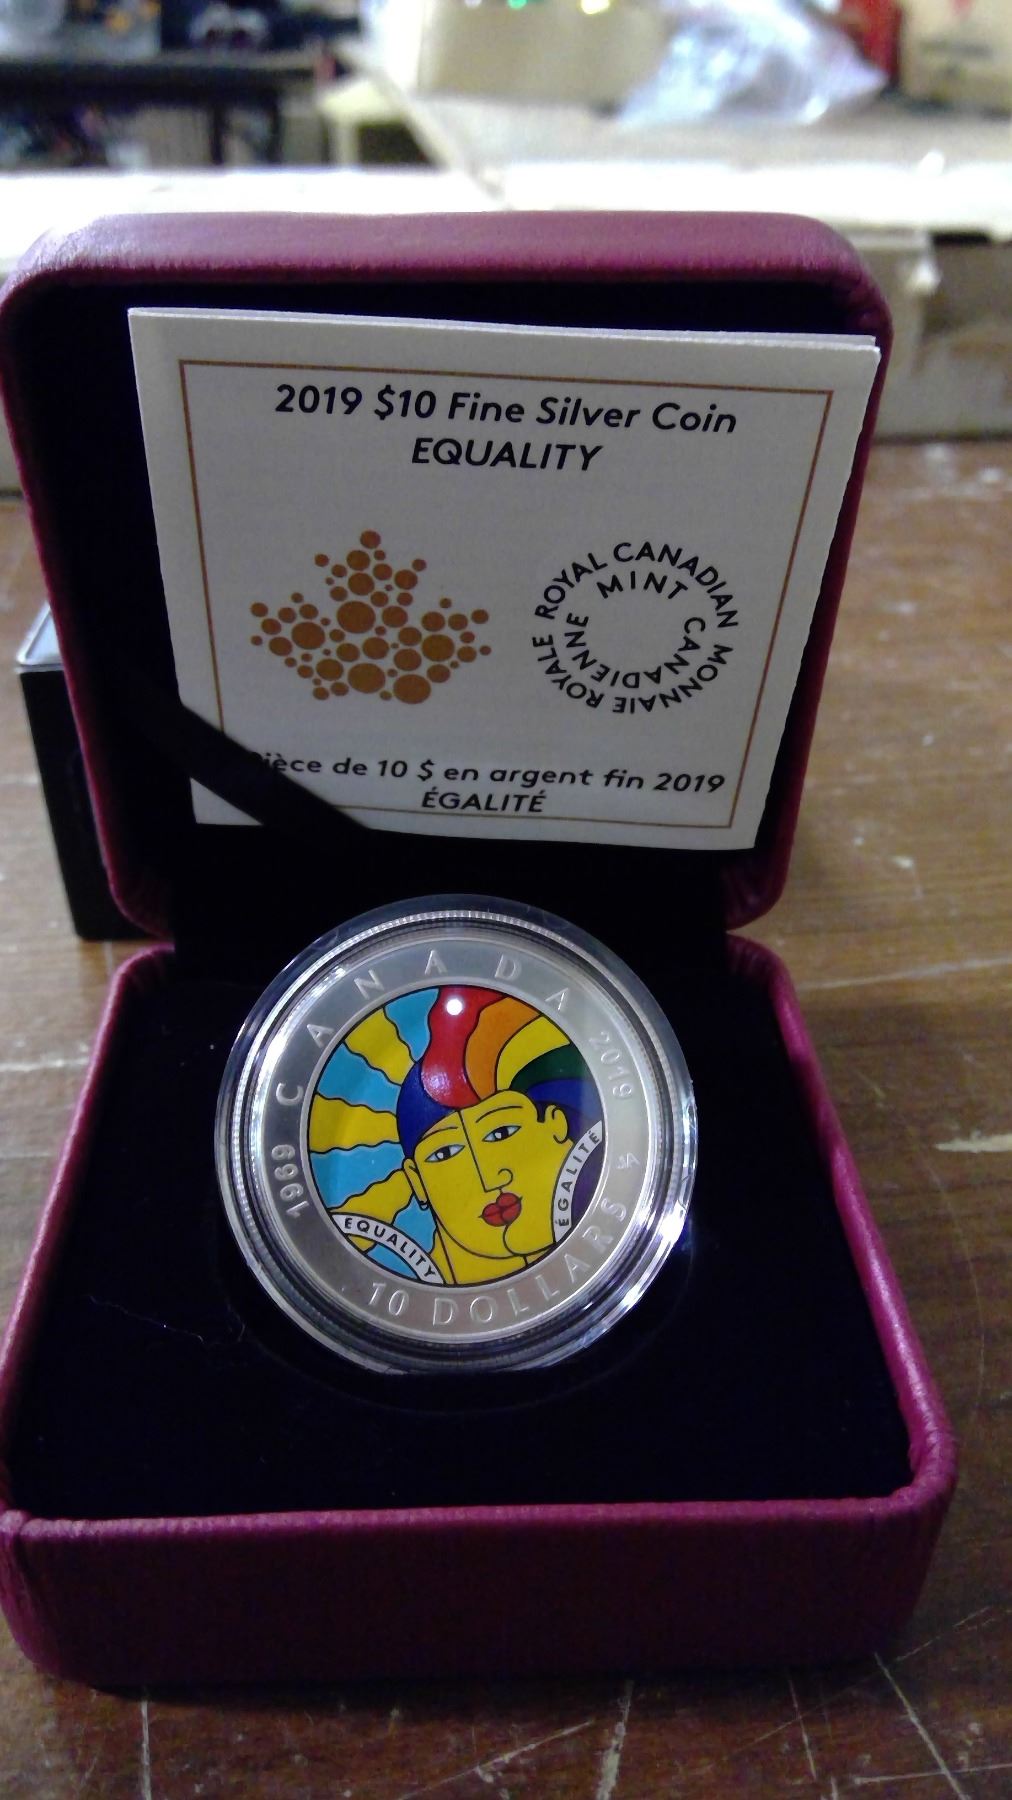 2019 $10 Fine Silver Coin
EQUALITY
ROYAL CANADIAN MINT
MONNAIE ROYALE CANADIENNE
ièce de 10 $ en argent fin 2019
ÉGALITÉ
1969 CANADA 2019
EQUALITY
ÉGALITÉ
10 DOLLARS